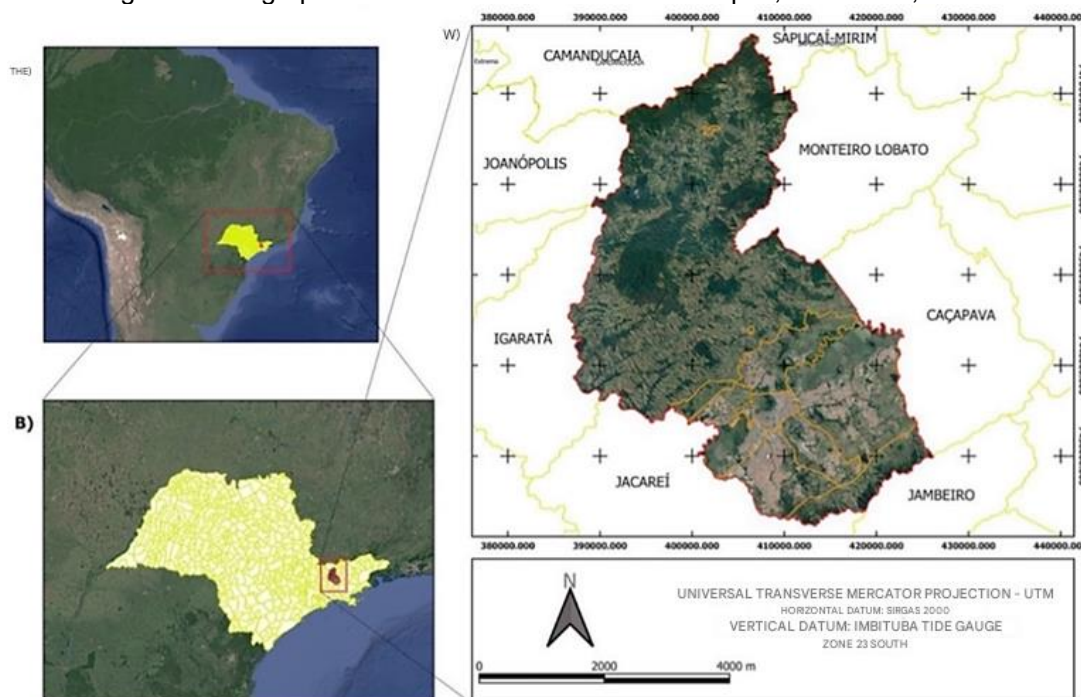 THE)
B)
W)
380000.000 390000.000 400000.000 410000.000 420000.000 430000.000 440000.000
SAPUCAÍ-MIRIM
CAMANDUCAIA
Extrema
JOANÓPOLIS
MONTEIRO LOBATO
CAÇAPAVA
IGARATÁ
JACAREÍ
JAMBEIRO
380000.000 390000.000 400000.000 410000.000 420000.000 430000.000 440000.000
N
0 2000 4000 m
UNIVERSAL TRANSVERSE MERCATOR PROJECTION - UTM
HORIZONTAL DATUM: SIRGAS 2000
VERTICAL DATUM: IMBITUBA TIDE GAUGE
ZONE 23 SOUTH